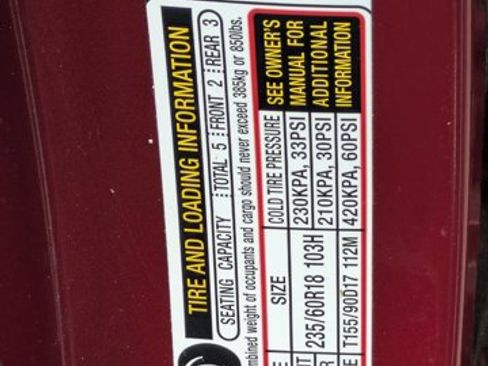 TIRE AND LOADING INFORMATION
SEATING CAPACITY TOTAL 5 FRONT 2 REAR 3
mbined weight of occupants and cargo should never exceed 385kg or 850lbs.
SIZE COLD TIRE PRESSURE
235/60R18 103H 230KPA, 33PSI
210KPA, 30PSI
T155/90D17 112M 420KPA, 60PSI
SEE OWNER'S
MANUAL FOR
ADDITIONAL
INFORMATION